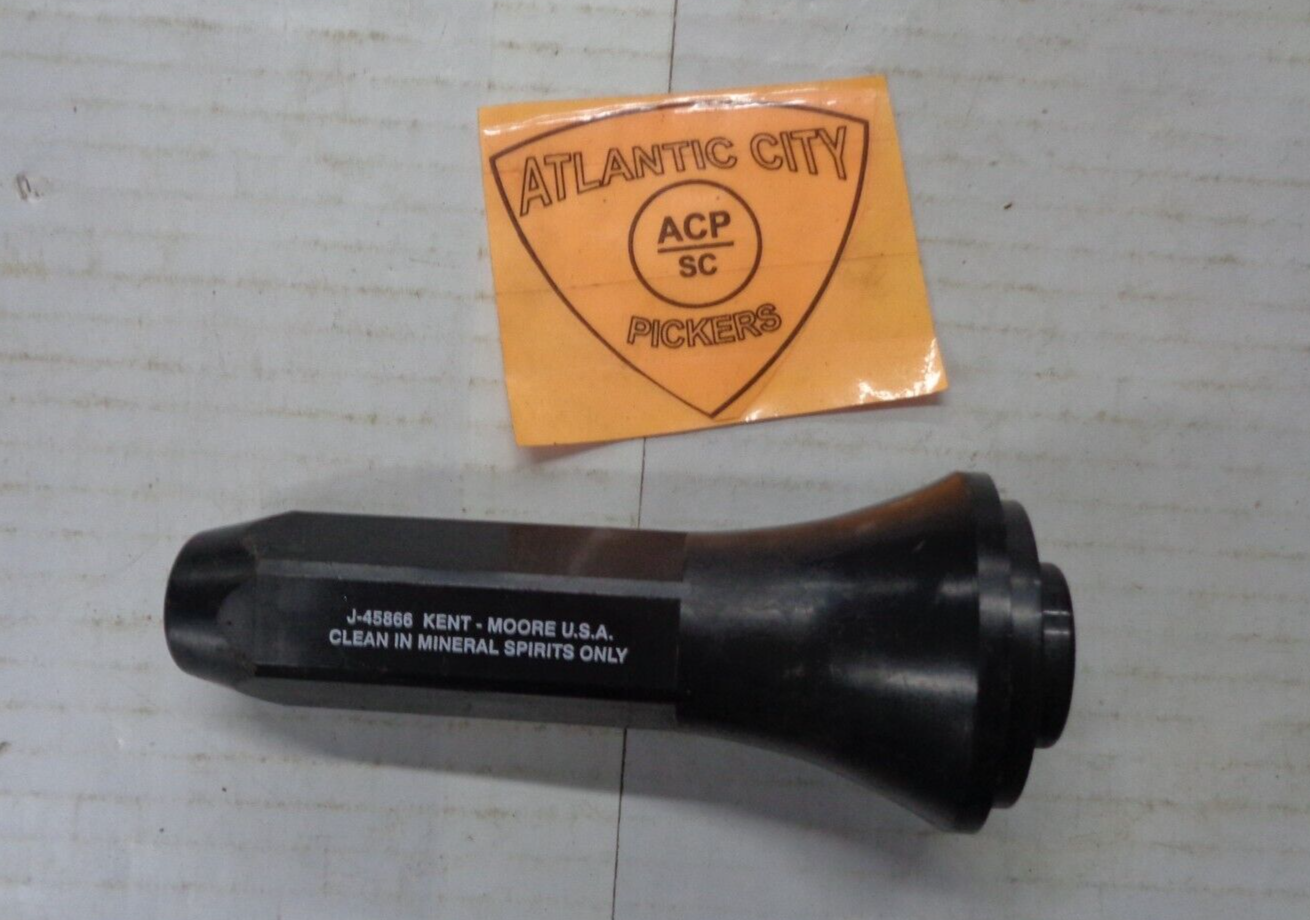 ATLANTIC CITY
ACP
SC
PICKERS
J-45866 KENT - MOORE U.S.A.
CLEAN IN MINERAL SPIRITS ONLY